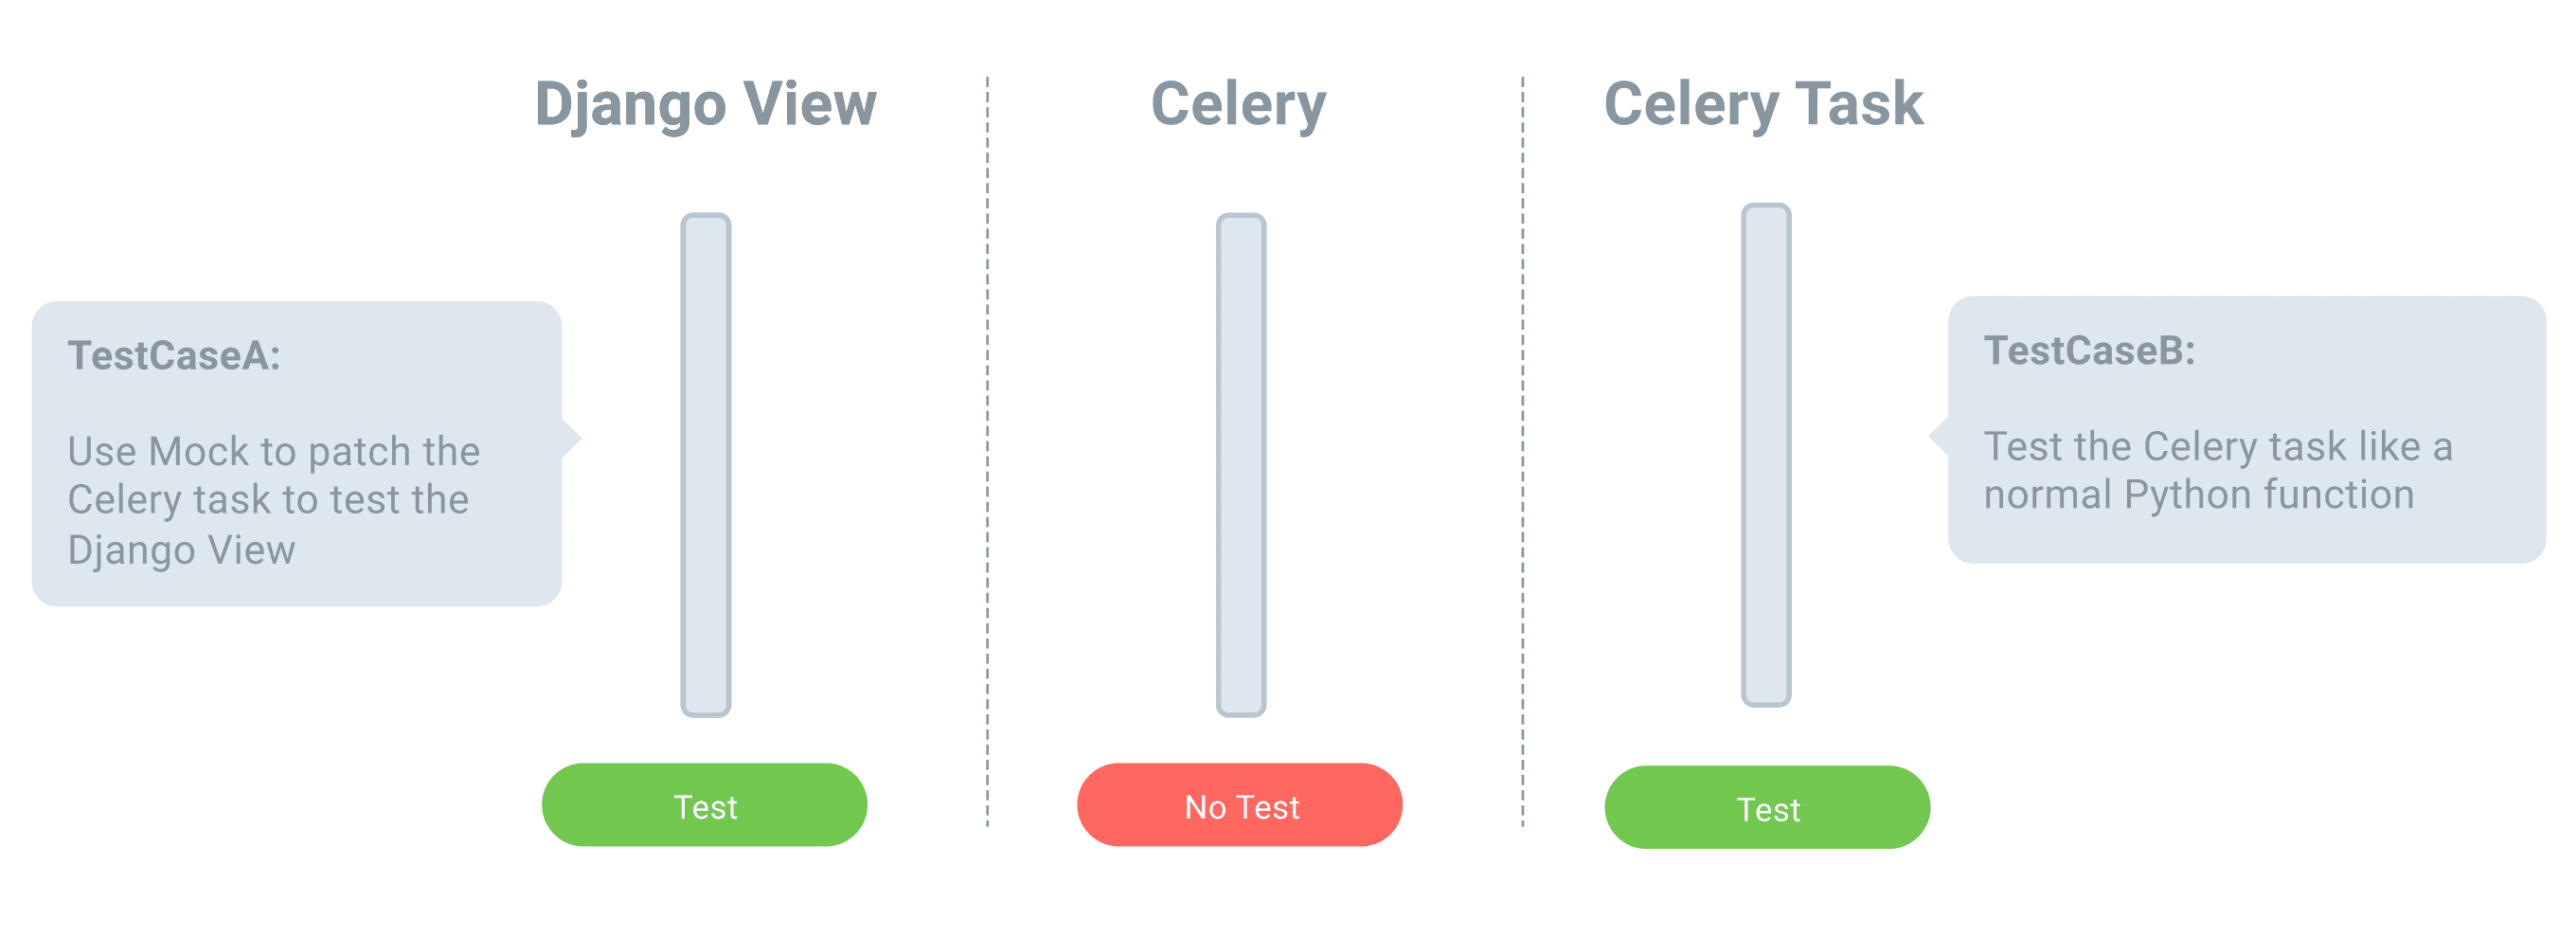 Django View
Celery
Celery Task
TestCaseA:
Use Mock to patch the
Celery task to test the
Django View
TestCaseB:
Test the Celery task like a
normal Python function
Test
No Test
Test